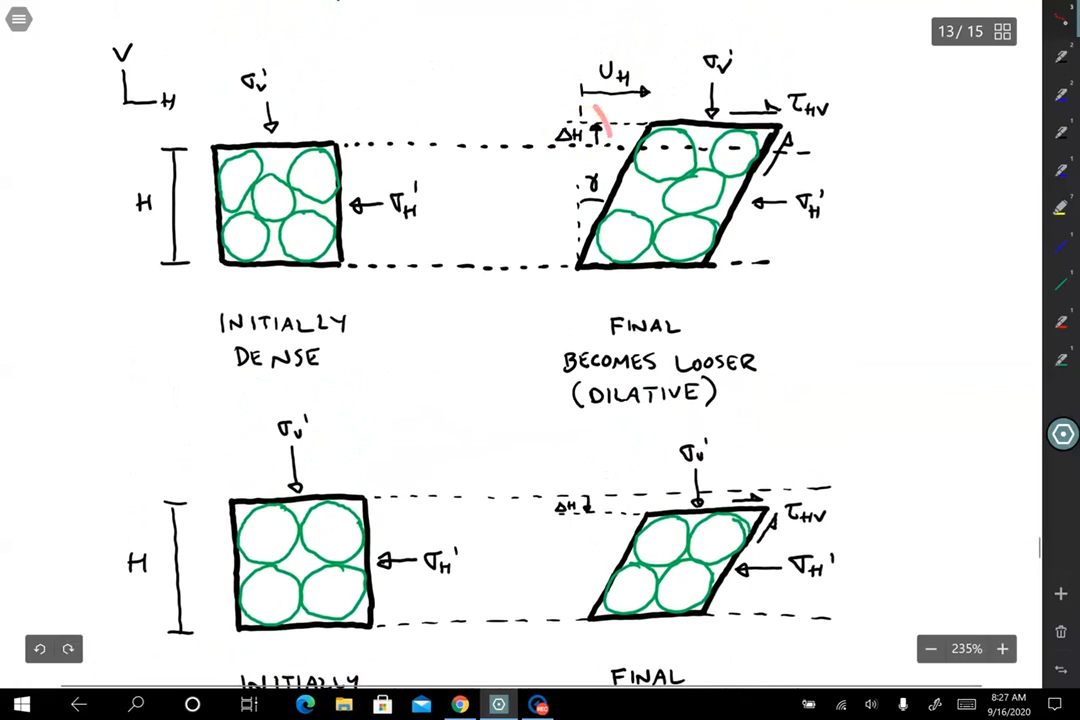 13/ 15
V
H
σv'
UH
σv'
τHV
ΔH
H
σH'
γ
σH'
INITIALLY
DENSE
FINAL
BECOMES LOOSER
(DILATIVE)
σv'
σv'
ΔH
τHV
H
σH'
σH'
INITIALLY
FINAL
235%
8:27 AM
9/16/2020